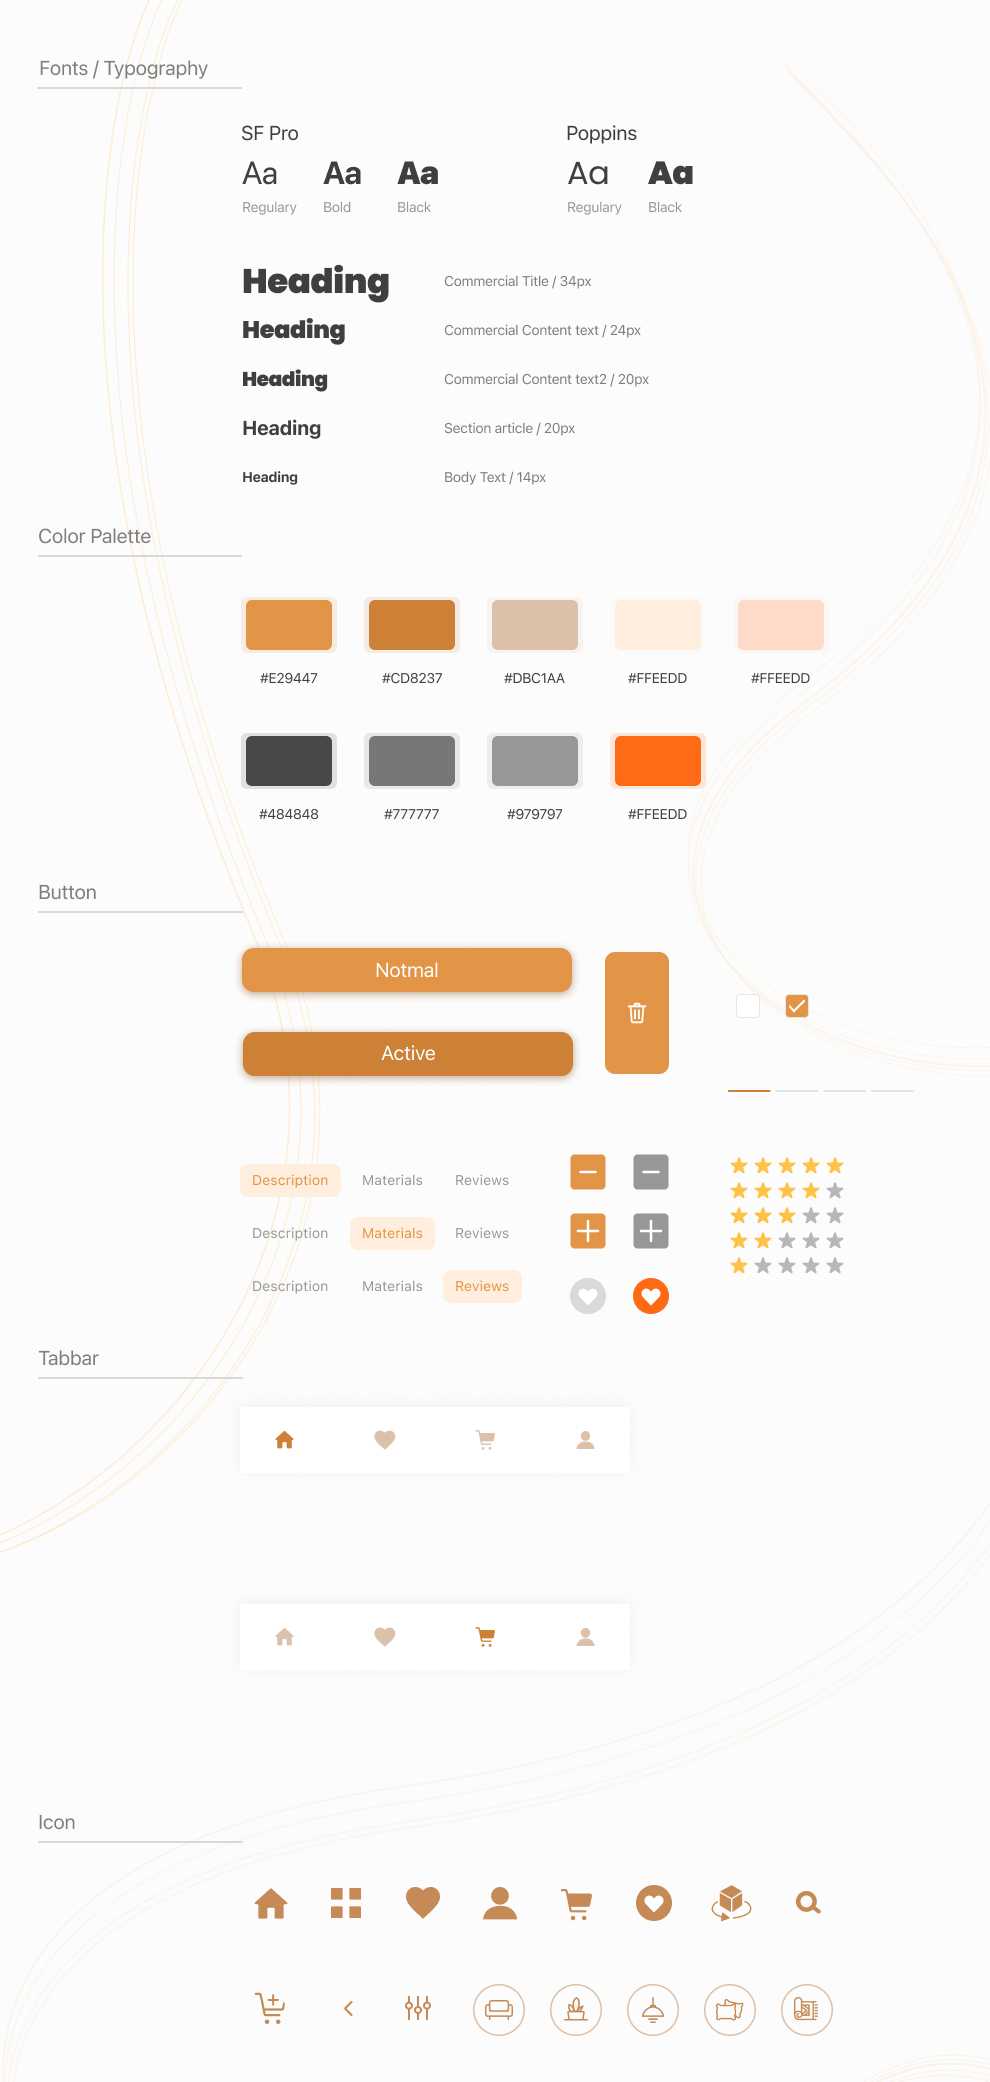 Fonts / Typography
SF Pro
Poppins
Aa Aa Aa
Aa Aa
Regulary Bold Black
Regulary Black
Heading Commercial Title / 34px
Heading Commercial Content text / 24px
Heading Commercial Content text2 / 20px
Heading Section article / 20px
Heading Body Text / 14px
Color Palette
#E29447 #CD8237 #DBC1AA #FFEEDD #FFEEDD
#484848 #777777 #979797 #FFEEDD
Button
Notmal
Active
Description Materials Reviews
Description Materials Reviews
Description Materials Reviews
Tabbar
Icon